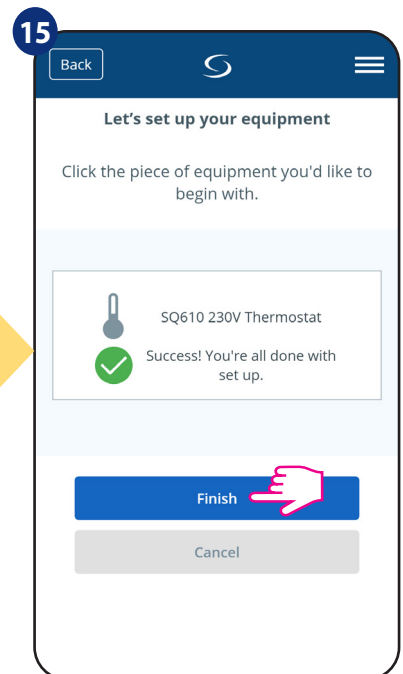 15
Back
Let’s set up your equipment
Click the piece of equipment you'd like to
begin with.
SQ610 230V Thermostat
Success! You're all done with
set up.
Finish
Cancel